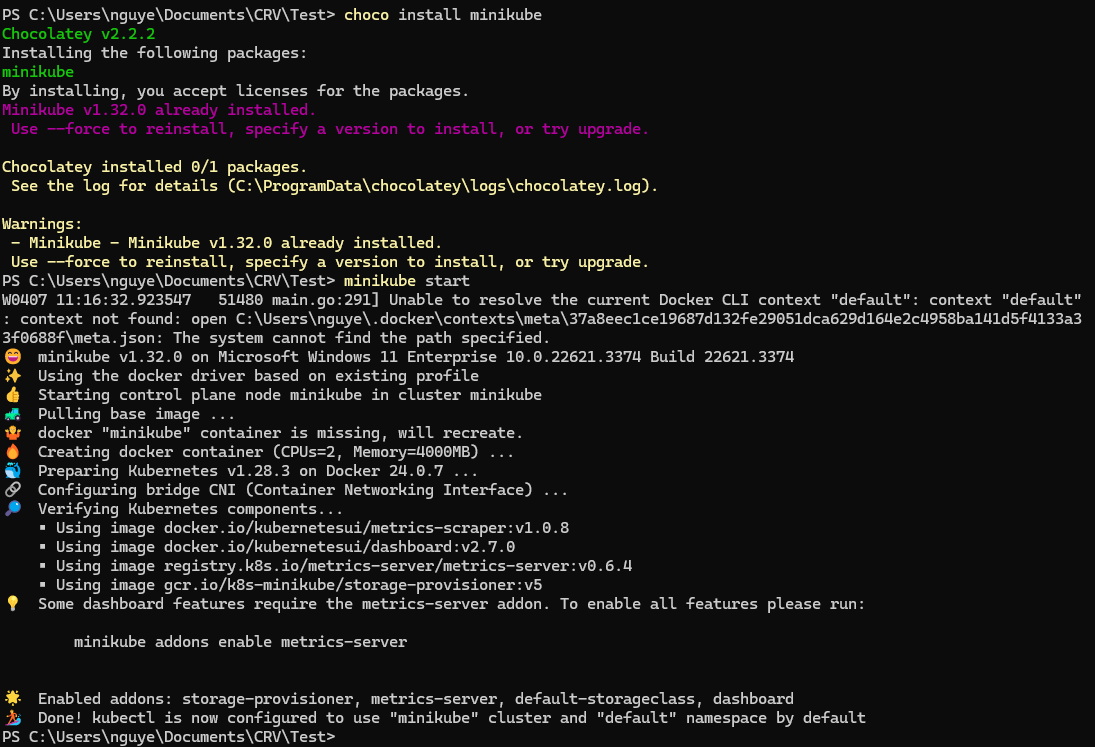 PS C:\Users\nguye\Documents\CRV\Test> choco install minikube
Chocolatey v2.2.2
Installing the following packages:
minikube
By installing, you accept licenses for the packages.
Minikube v1.32.0 already installed.
 Use --force to reinstall, specify a version to install, or try upgrade.

Chocolatey installed 0/1 packages.
 See the log for details (C:\ProgramData\chocolatey\logs\chocolatey.log).

Warnings:
 - Minikube - Minikube v1.32.0 already installed.
 Use --force to reinstall, specify a version to install, or try upgrade.
PS C:\Users\nguye\Documents\CRV\Test> minikube start
W0407 11:16:32.923547   51480 main.go:291] Unable to resolve the current Docker CLI context "default": context "default"
: context not found: open C:\Users\nguye\.docker\contexts\meta\37a8eec1ce19687d132fe29051dca629d164e2c4958ba141d5f4133a3
3f0688f\meta.json: The system cannot find the path specified.
😄  minikube v1.32.0 on Microsoft Windows 11 Enterprise 10.0.22621.3374 Build 22621.3374
✨  Using the docker driver based on existing profile
👍  Starting control plane node minikube in cluster minikube
🚜  Pulling base image ...
🤷  docker "minikube" container is missing, will recreate.
🔥  Creating docker container (CPUs=2, Memory=4000MB) ...
🐳  Preparing Kubernetes v1.28.3 on Docker 24.0.7 ...
🔗  Configuring bridge CNI (Container Networking Interface) ...
🔎  Verifying Kubernetes components...
    ▪ Using image docker.io/kubernetesui/metrics-scraper:v1.0.8
    ▪ Using image docker.io/kubernetesui/dashboard:v2.7.0
    ▪ Using image registry.k8s.io/metrics-server/metrics-server:v0.6.4
    ▪ Using image gcr.io/k8s-minikube/storage-provisioner:v5
💡  Some dashboard features require the metrics-server addon. To enable all features please run:

        minikube addons enable metrics-server

🌟  Enabled addons: storage-provisioner, metrics-server, default-storageclass, dashboard
🏄  Done! kubectl is now configured to use "minikube" cluster and "default" namespace by default
PS C:\Users\nguye\Documents\CRV\Test>